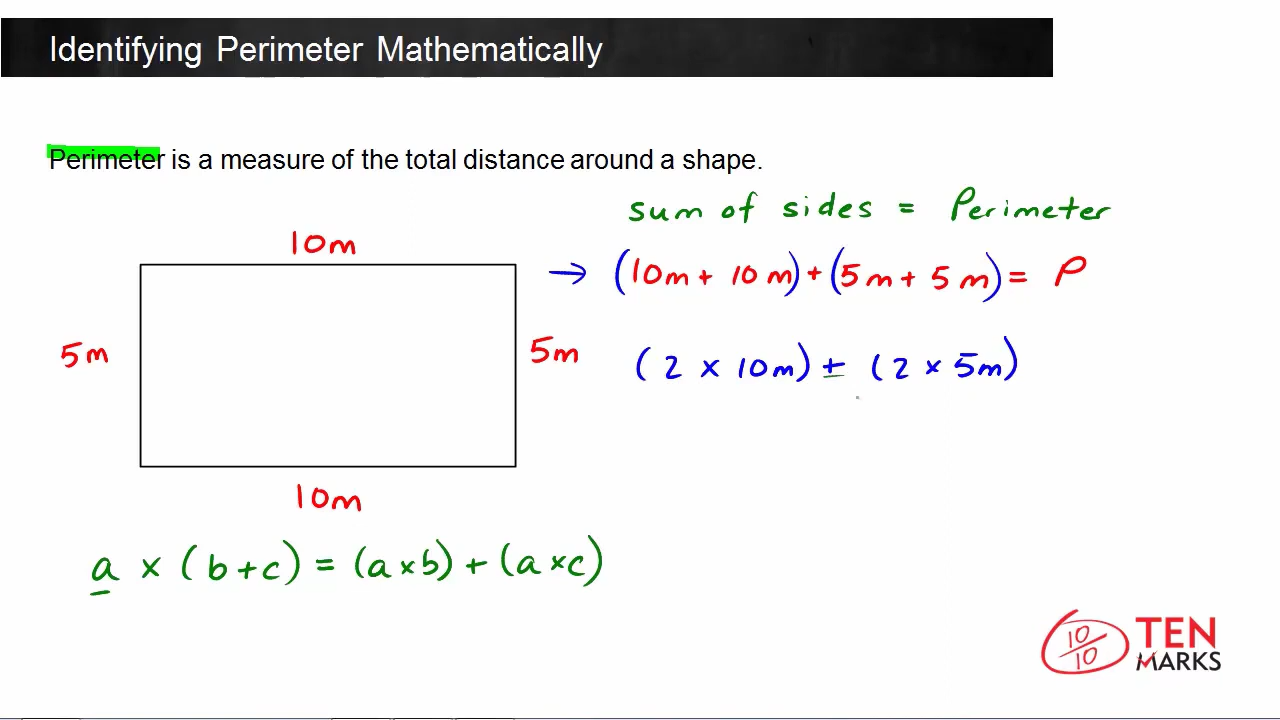 Identifying Perimeter Mathematically
Perimeter is a measure of the total distance around a shape.
sum of sides = Perimeter
10m
→ (10m + 10m) + (5m + 5m) = P
5m
5m
(2 × 10m) + (2 × 5m)
10m
a × (b + c) = (a × b) + (a × c)
10/10
TEN
MARKS